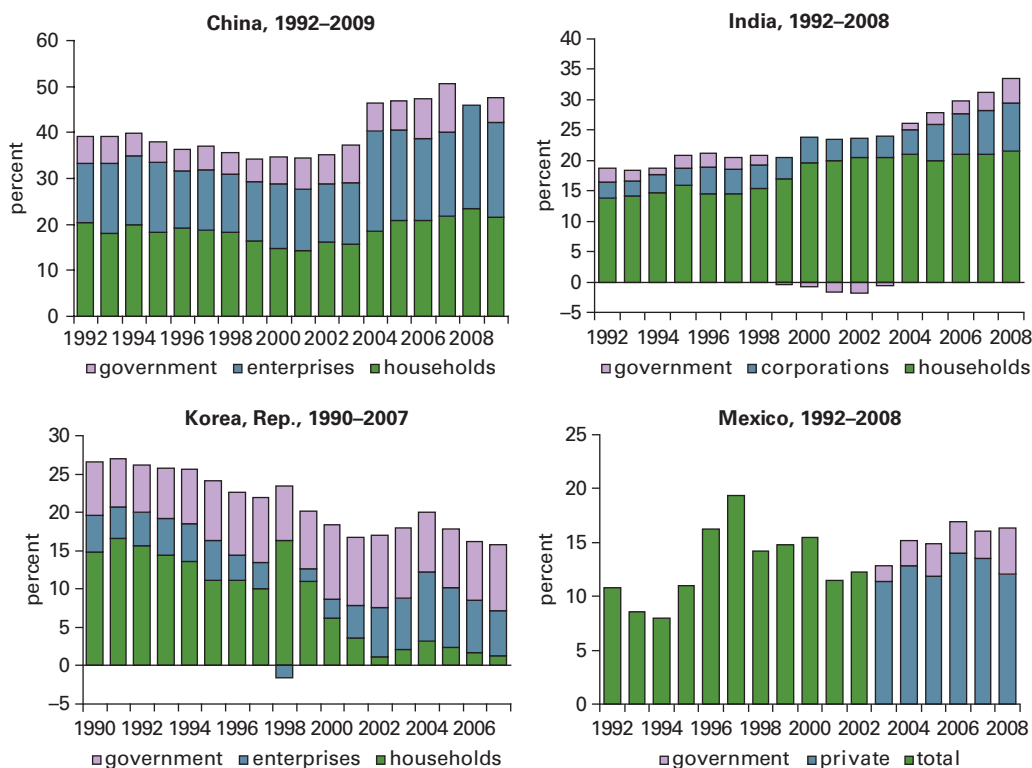 China, 1992–2009
60
50
40
30
20
10
0
percent
1992 1994 1996 1998 2000 2002 2004 2006 2008
government enterprises households
India, 1992–2008
40
35
30
25
20
15
10
5
0
–5
percent
1992 1994 1996 1998 2000 2002 2004 2006 2008
government corporations households
Korea, Rep., 1990–2007
30
25
20
15
10
5
0
–5
percent
1990 1992 1994 1996 1998 2000 2002 2004 2006
government enterprises households
Mexico, 1992–2008
25
20
15
10
5
0
percent
1992 1994 1996 1998 2000 2002 2004 2006 2008
government private total